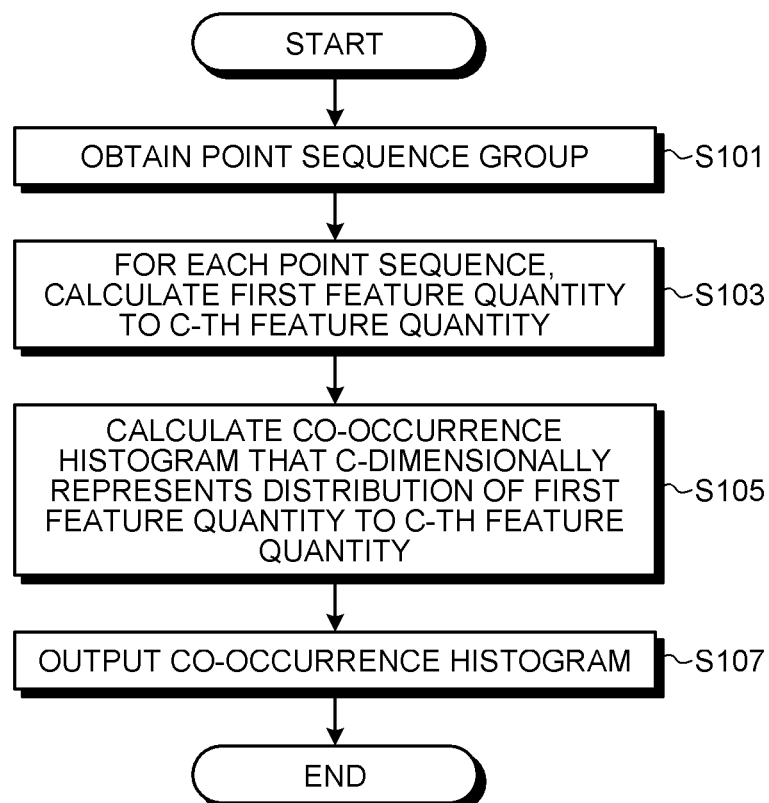 START
OBTAIN POINT SEQUENCE GROUP
S101
FOR EACH POINT SEQUENCE,
CALCULATE FIRST FEATURE QUANTITY
TO C-TH FEATURE QUANTITY
S103
CALCULATE CO-OCCURRENCE
HISTOGRAM THAT C-DIMENSIONALLY
REPRESENTS DISTRIBUTION OF FIRST
FEATURE QUANTITY TO C-TH FEATURE
QUANTITY
S105
OUTPUT CO-OCCURRENCE HISTOGRAM
S107
END